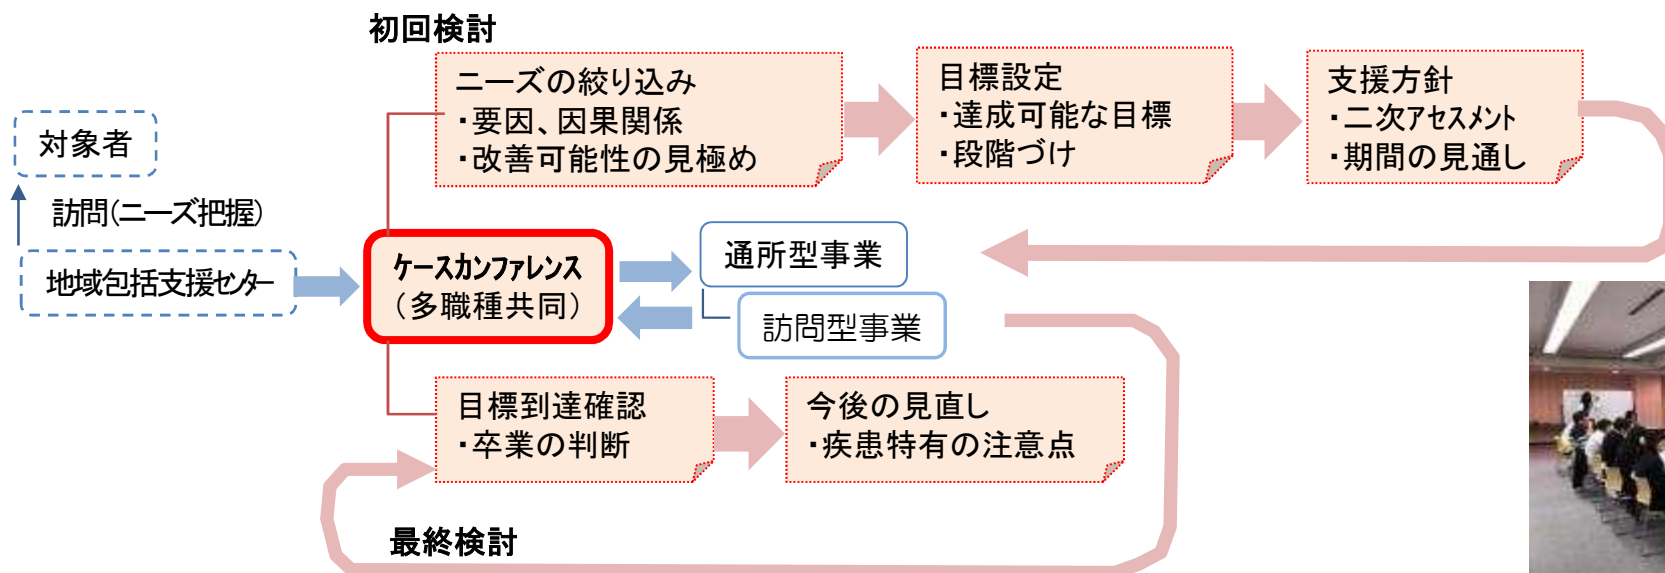 初回検討
ニーズの絞り込み
・要因、因果関係
・改善可能性の見極め
目標設定
・達成可能な目標
・段階づけ
支援方針
・二次アセスメント
・期間の見通し
対象者
訪問(ニーズ把握)
地域包括支援センター
ケースカンファレンス
（多職種共同）
通所型事業
訪問型事業
目標到達確認
・卒業の判断
今後の見直し
・疾患特有の注意点
最終検討